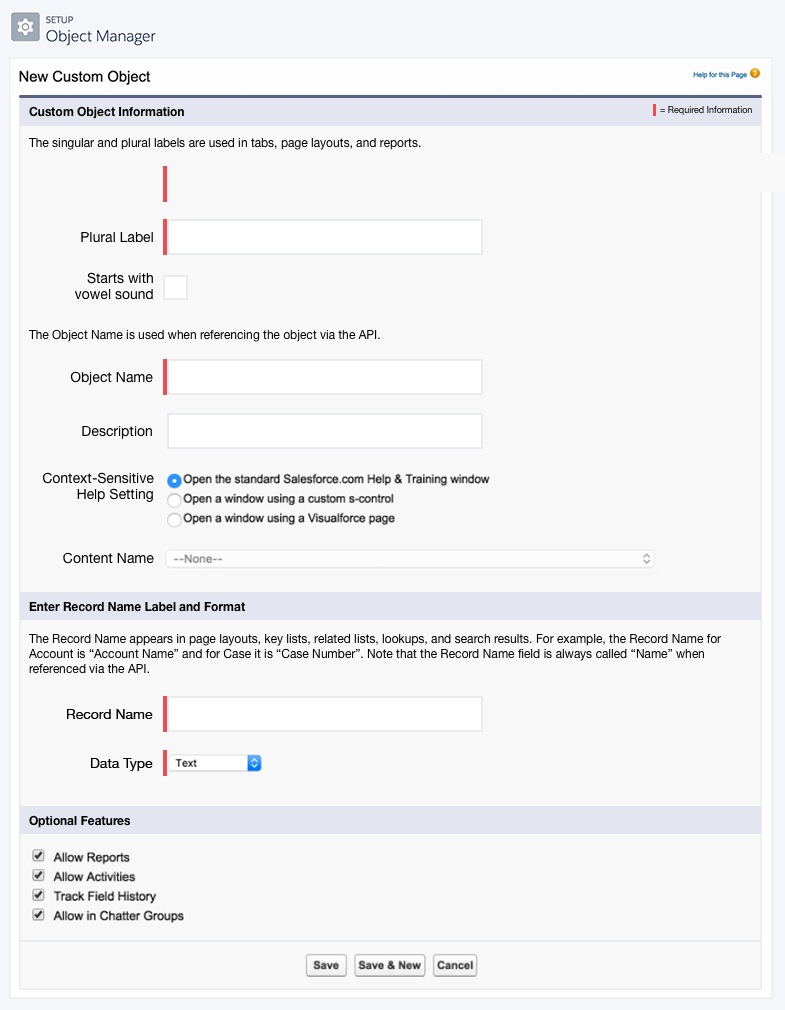 SETUP
Object Manager
New Custom Object
Help for this Page ?
Custom Object Information
= Required Information
The singular and plural labels are used in tabs, page layouts, and reports.
Plural Label
Starts with
vowel sound
The Object Name is used when referencing the object via the API.
Object Name
Description
Context-Sensitive
Help Setting
Open the standard Salesforce.com Help & Training window
Open a window using a custom s-control
Open a window using a Visualforce page
Content Name
--None--
Enter Record Name Label and Format
The Record Name appears in page layouts, key lists, related lists, lookups, and search results. For example, the Record Name for
Account is “Account Name” and for Case it is “Case Number”. Note that the Record Name field is always called “Name” when
referenced via the API.
Record Name
Data Type
Text
Optional Features
Allow Reports
Allow Activities
Track Field History
Allow in Chatter Groups
Save Save & New Cancel